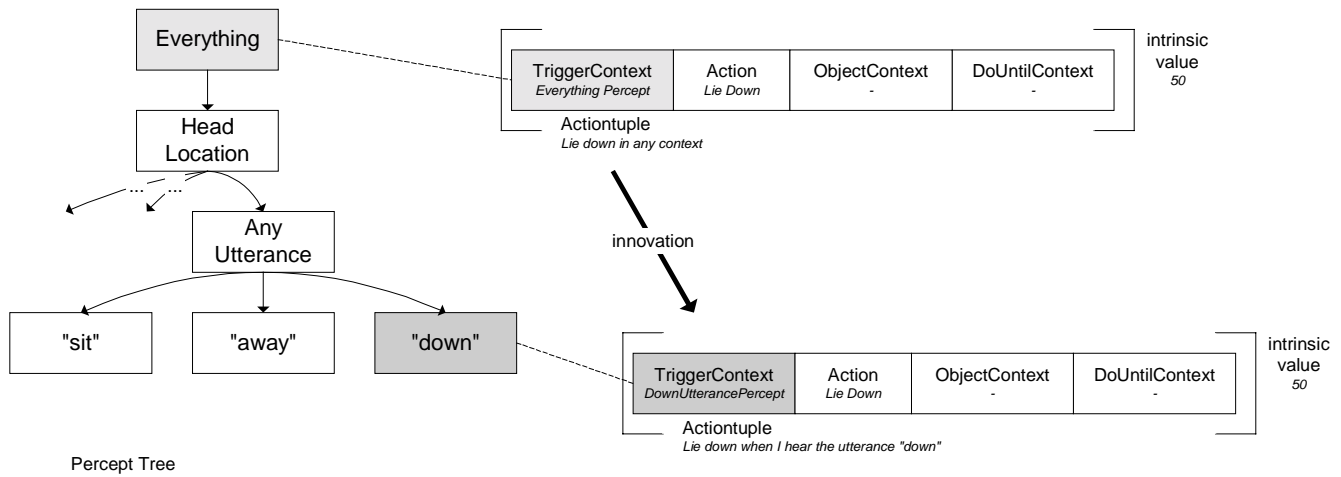 Everything
Head
Location
...
...
Any
Utterance
"sit"
"away"
"down"
Percept Tree
TriggerContext
Everything Percept
Action
Lie Down
ObjectContext
-
DoUntilContext
-
intrinsic
value
50
Actiontuple
Lie down in any context
innovation
TriggerContext
DownUtterancePercept
Action
Lie Down
ObjectContext
-
DoUntilContext
-
intrinsic
value
50
Actiontuple
Lie down when I hear the utterance "down"